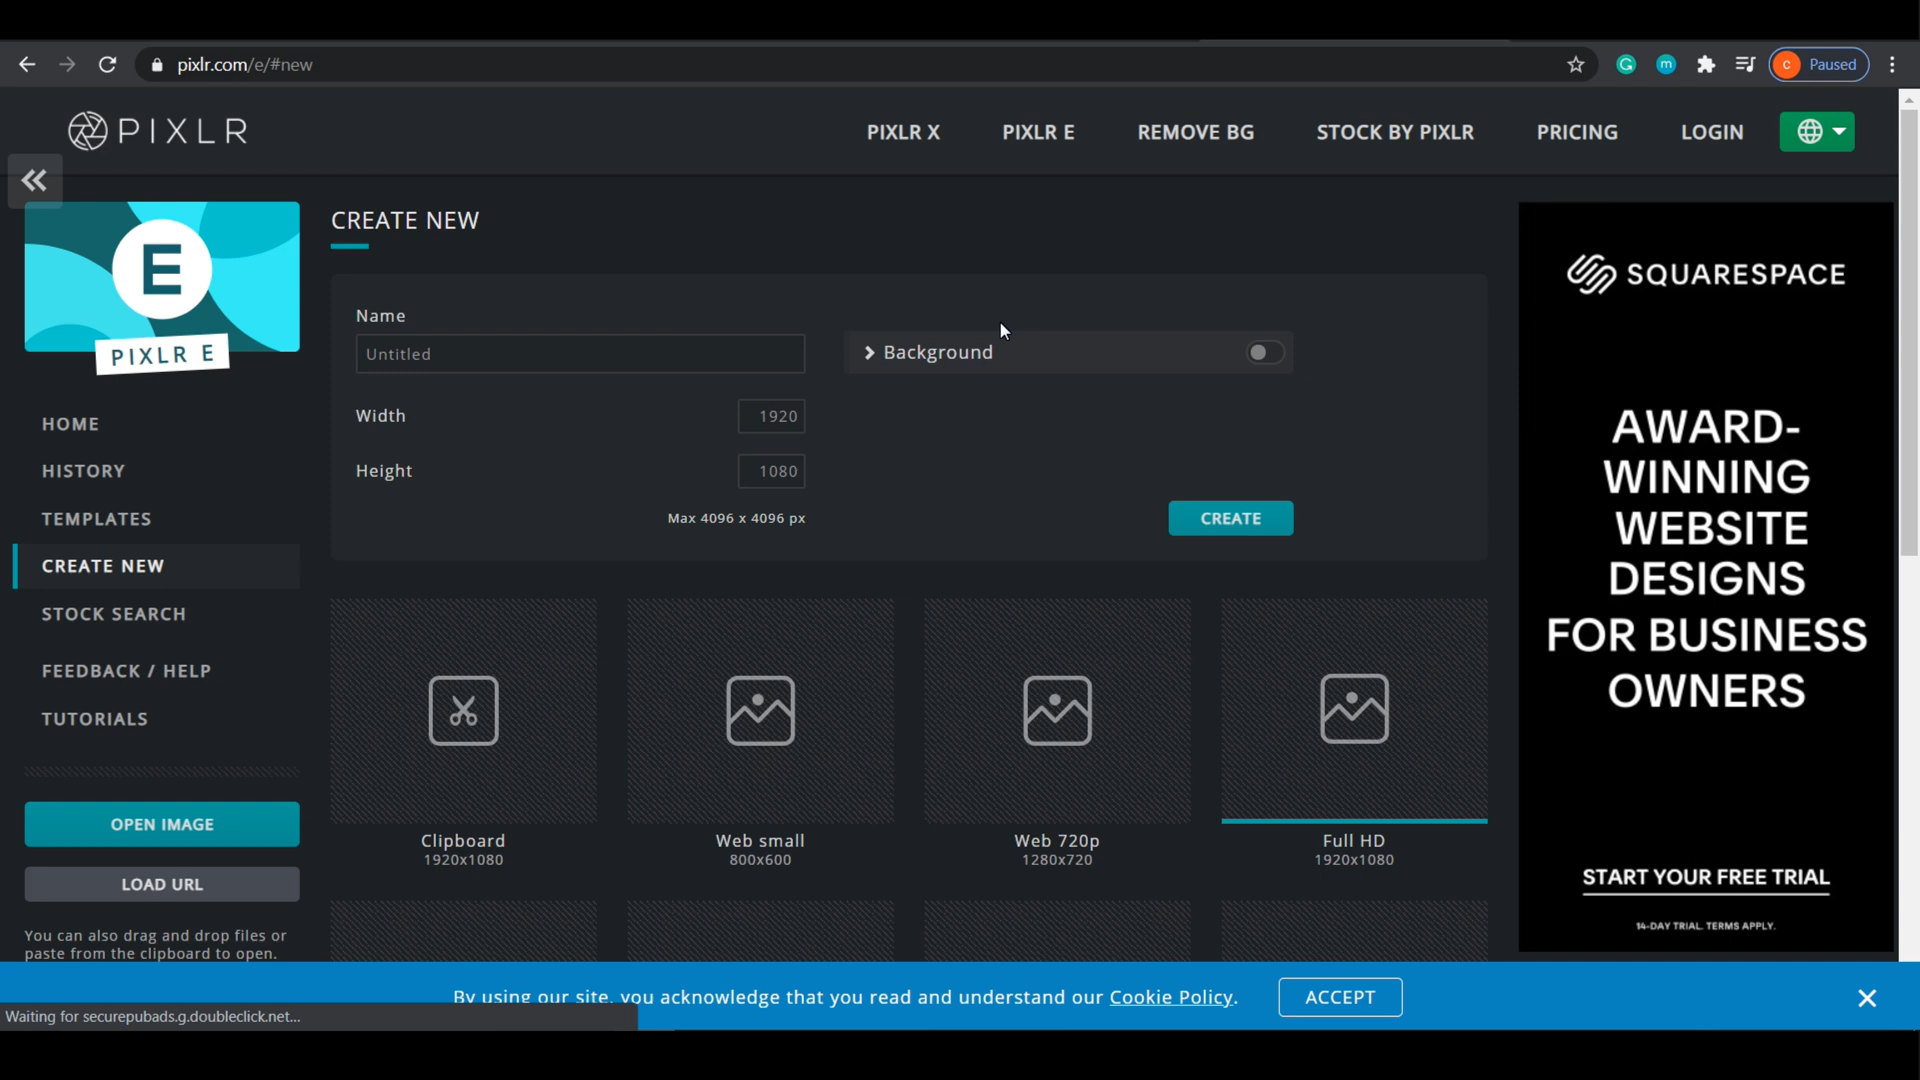 pixlr.com/e/#new
C
m
Paused
PIXLR
PIXLR X
PIXLR E
REMOVE BG
STOCK BY PIXLR
PRICING
LOGIN
E
PIXLR E
HOME
HISTORY
TEMPLATES
CREATE NEW
STOCK SEARCH
FEEDBACK / HELP
TUTORIALS
OPEN IMAGE
LOAD URL
You can also drag and drop files or
paste from the clipboard to open.
CREATE NEW
Name
Untitled
Background
Width
1920
Height
1080
Max 4096 x 4096 px
CREATE
Clipboard
1920x1080
Web small
800x600
Web 720p
1280x720
Full HD
1920x1080
SQUARESPACE
AWARD-
WINNING
WEBSITE
DESIGNS
FOR BUSINESS
OWNERS
START YOUR FREE TRIAL
14-DAY TRIAL. TERMS APPLY.
By using our site, you acknowledge that you read and understand our Cookie Policy.
ACCEPT
Waiting for securepubads.g.doubleclick.net...